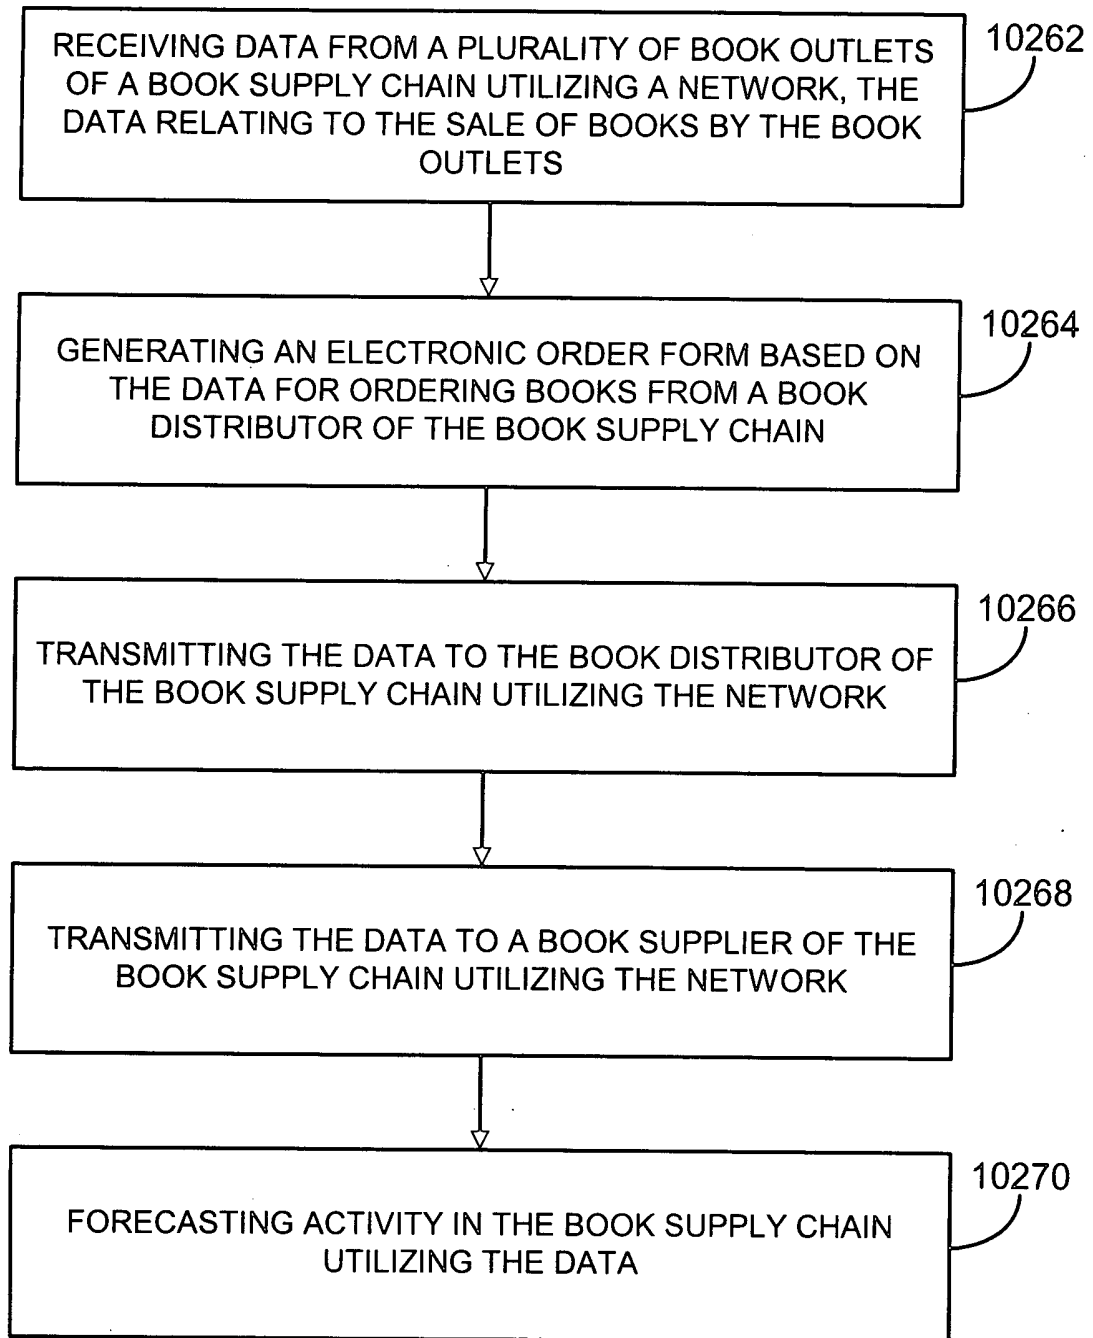 RECEIVING DATA FROM A PLURALITY OF BOOK OUTLETS
OF A BOOK SUPPLY CHAIN UTILIZING A NETWORK, THE
DATA RELATING TO THE SALE OF BOOKS BY THE BOOK
OUTLETS
10262
GENERATING AN ELECTRONIC ORDER FORM BASED ON
THE DATA FOR ORDERING BOOKS FROM A BOOK
DISTRIBUTOR OF THE BOOK SUPPLY CHAIN
10264
TRANSMITTING THE DATA TO THE BOOK DISTRIBUTOR OF
THE BOOK SUPPLY CHAIN UTILIZING THE NETWORK
10266
TRANSMITTING THE DATA TO A BOOK SUPPLIER OF THE
BOOK SUPPLY CHAIN UTILIZING THE NETWORK
10268
FORECASTING ACTIVITY IN THE BOOK SUPPLY CHAIN
UTILIZING THE DATA
10270